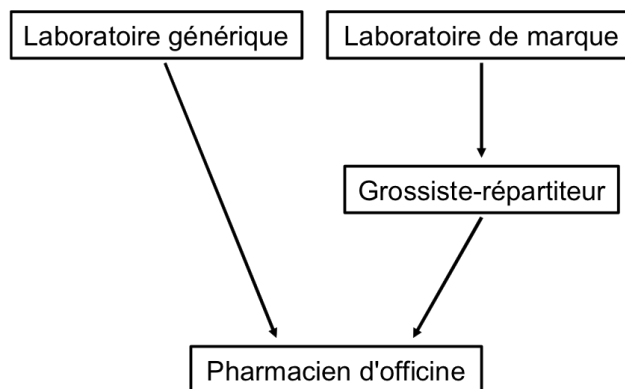 Laboratoire générique
Laboratoire de marque
Grossiste-répartiteur
Pharmacien d'officine